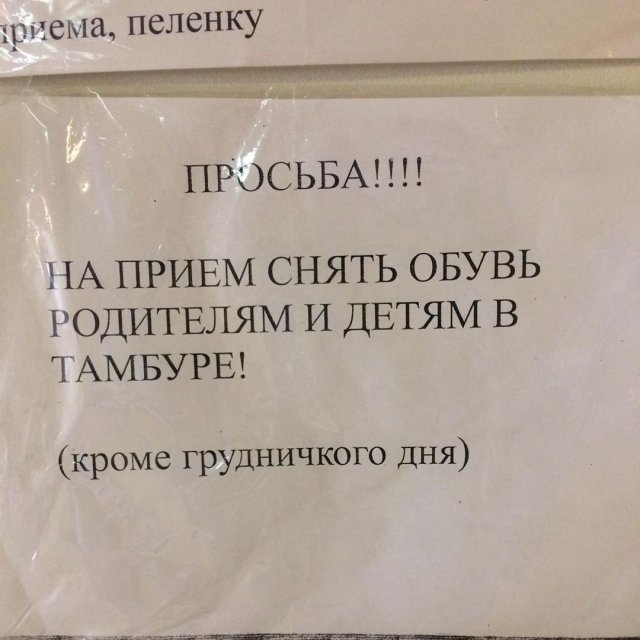 приема, пеленку
ПРОСЬБА!!!!
НА ПРИЕМ СНЯТЬ ОБУВЬ
РОДИТЕЛЯМ И ДЕТЯМ В
ТАМБУРЕ!
(кроме грудничкого дня)